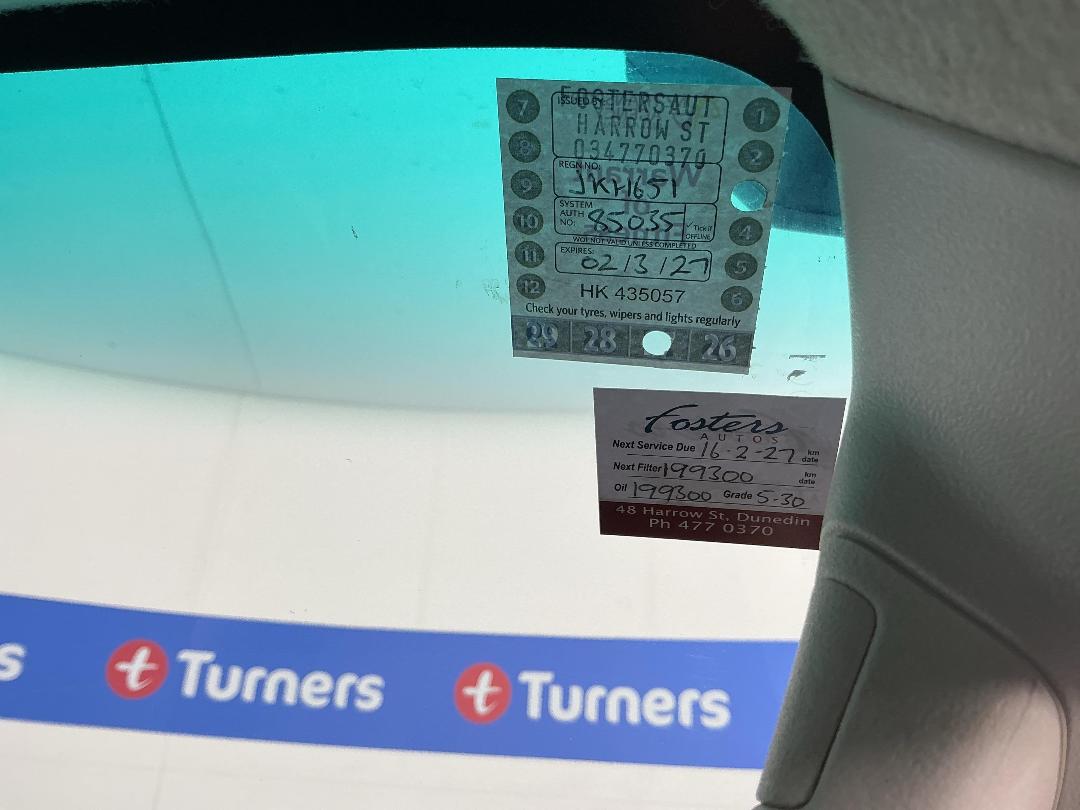 ISSUED BY: FOSTERSAUT
HARROW ST
034770370
REGN NO:
JKH651
SYSTEM AUTH NO: 85035 ✓ Tick if OFFLINE
WOF NOT VALID UNLESS COMPLETED
EXPIRES:
02/3/27
HK 435057
Check your tyres, wipers and lights regularly
7 8 9 10 11 12
1 2 4 5 6
29 28 26
Fosters
AUTOS
Next Service Due 16-2-27 km date
Next Filter 199300 km date
Oil 199300 Grade 5-30
48 Harrow St, Dunedin
Ph 477 0370
s t Turners t Turners